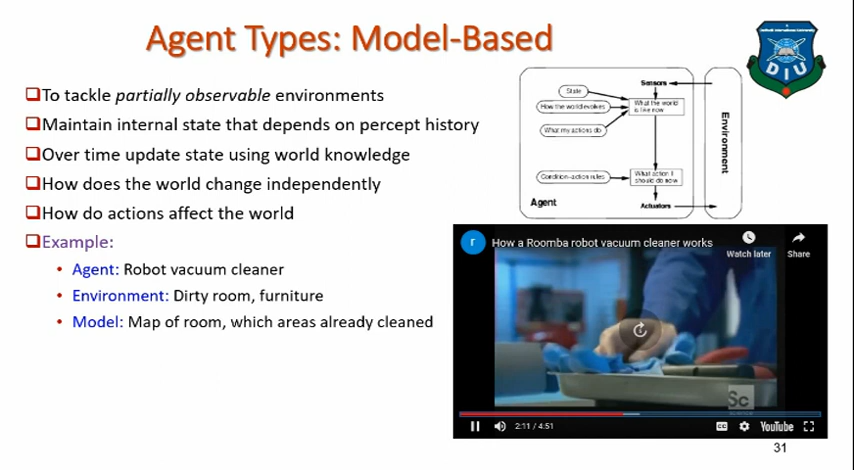 Agent Types: Model-Based
To tackle partially observable environments
Maintain internal state that depends on percept history
Over time update state using world knowledge
How does the world change independently
How do actions affect the world
Example:
Agent: Robot vacuum cleaner
Environment: Dirty room, furniture
Model: Map of room, which areas already cleaned
DIU
Sensors
State
How the world evolves
What the world
is like now
What my actions do
Condition-action rules
What action I
should do now
Agent
Actuators
Environment
r
How a Roomba robot vacuum cleaner works
Watch later
Share
Sc
2:11 / 4:51
CC
YouTube
31